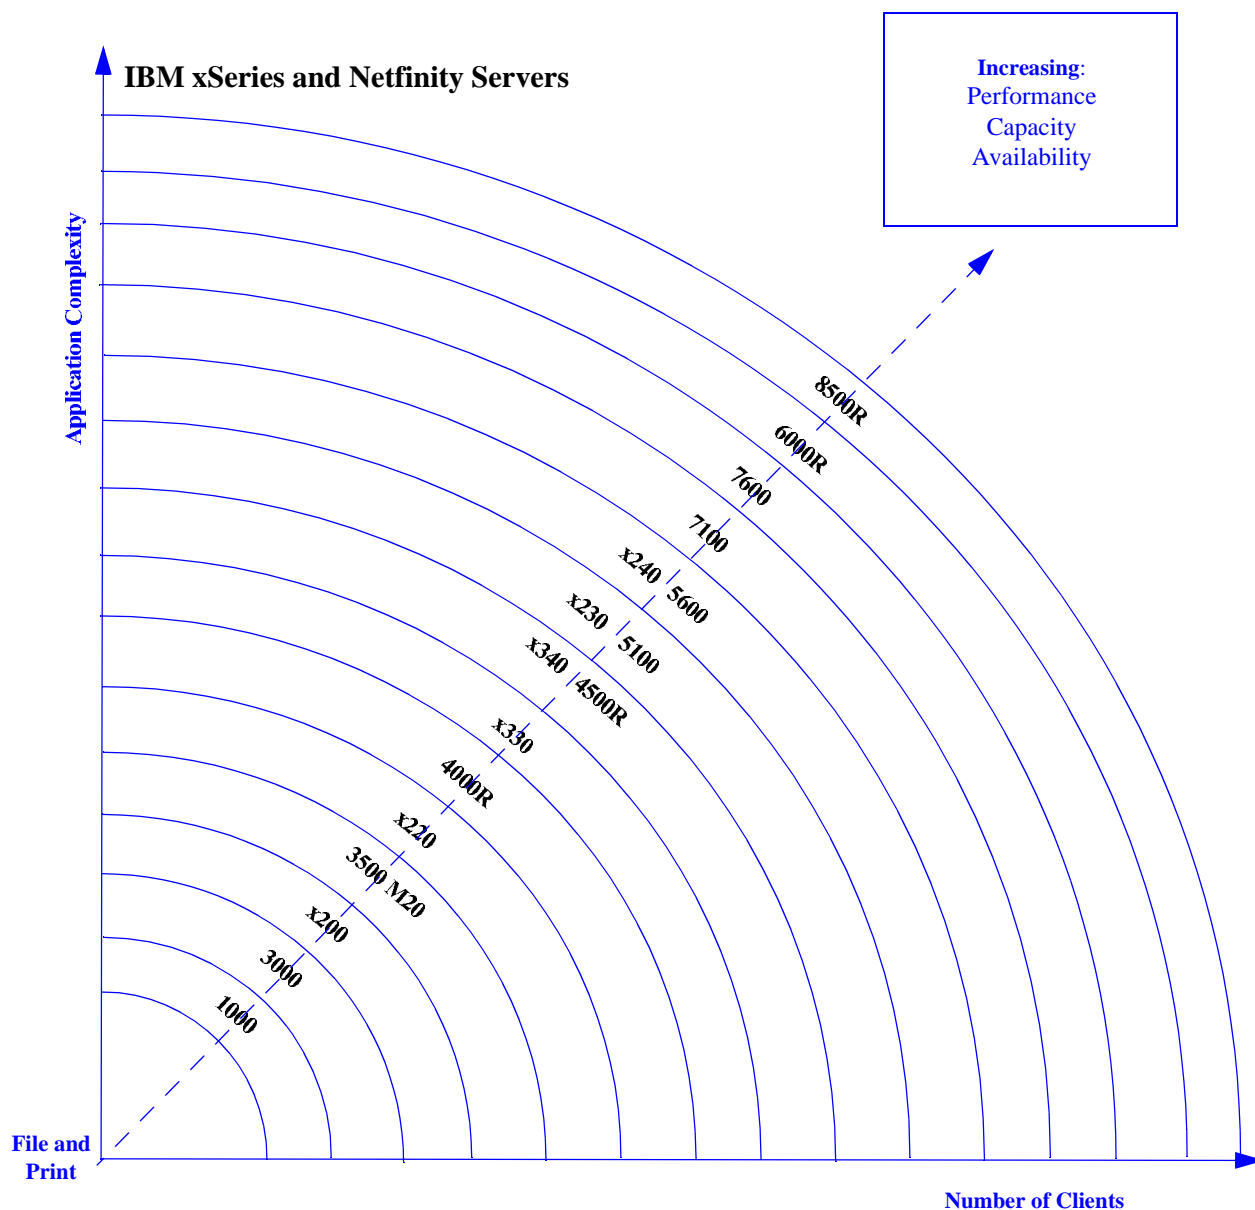 IBM xSeries and Netfinity Servers
Increasing:
Performance
Capacity
Availability
Application Complexity
8500R
6000R
7600
7100
x240
5600
x230
5100
x340
4500R
x330
4000R
x220
3500 M20
x200
3000
1000
File and
Print
Number of Clients